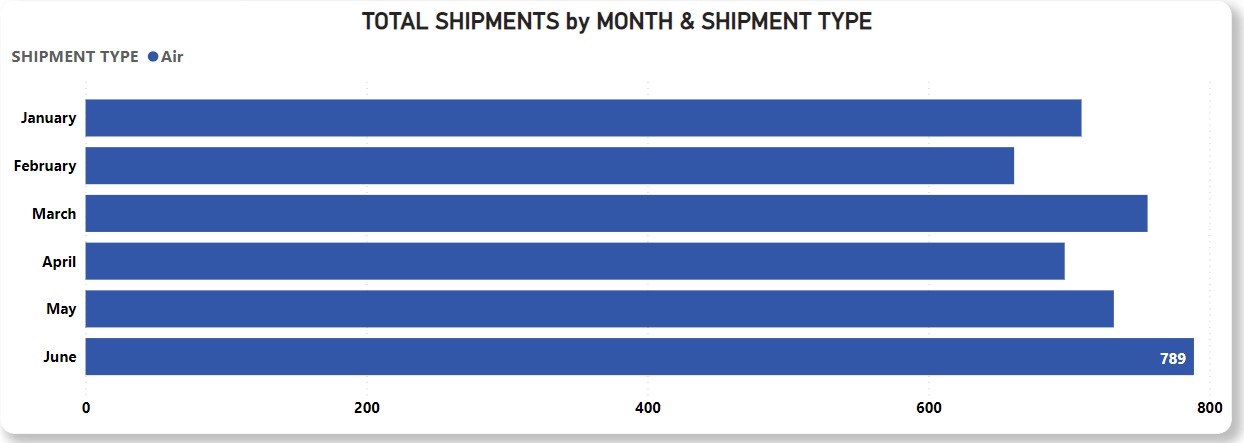 TOTAL SHIPMENTS by MONTH & SHIPMENT TYPE
SHIPMENT TYPE Air
January
February
March
April
May
June 789
0 200 400 600 800